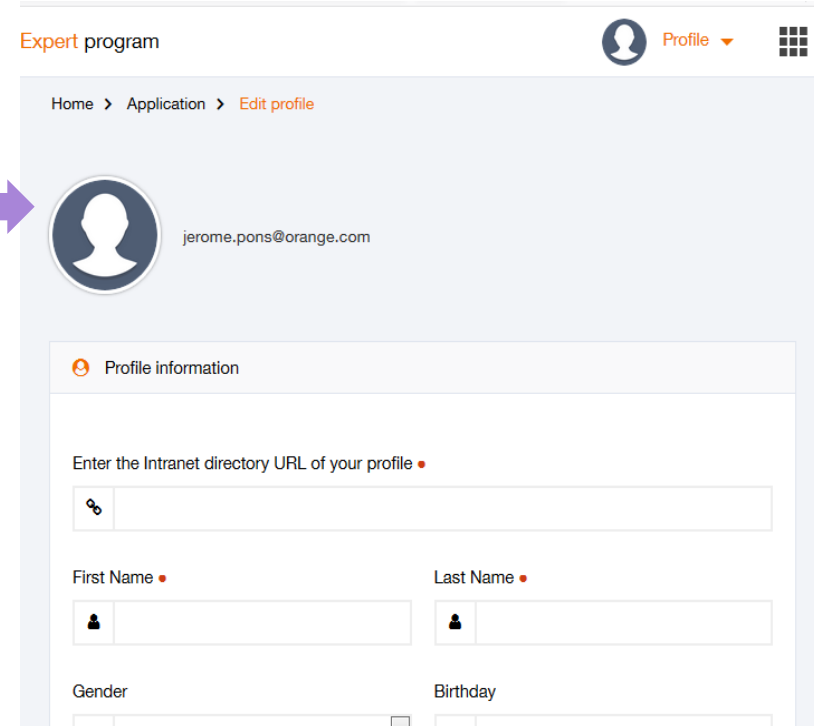 Expert program
Profile
Home > Application > Edit profile
jerome.pons@orange.com
Profile information
Enter the Intranet directory URL of your profile
First Name
Last Name
Gender
Birthday